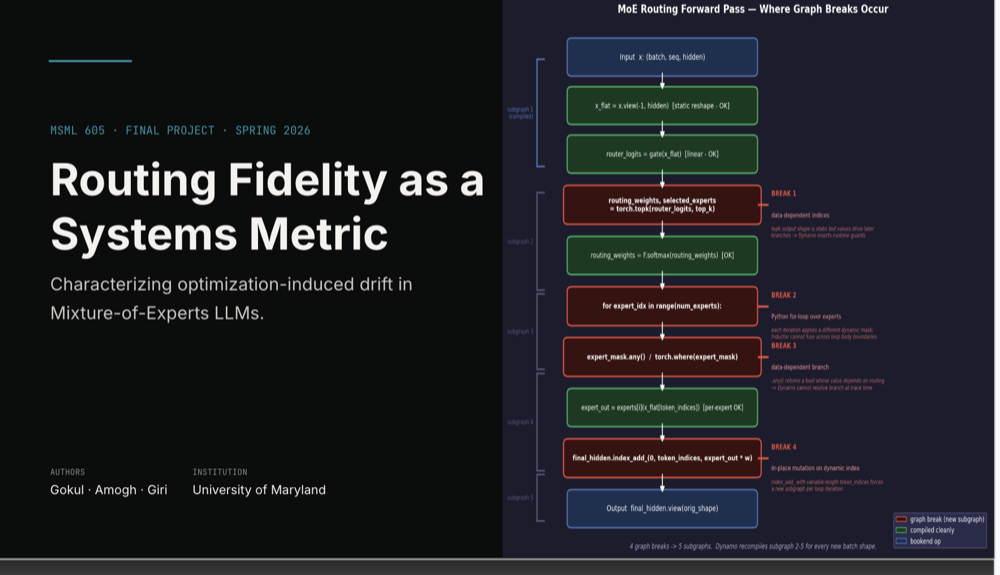 MSML 605 · FINAL PROJECT · SPRING 2026
Routing Fidelity as a
Systems Metric
Characterizing optimization-induced drift in
Mixture-of-Experts LLMs.
AUTHORS
Gokul · Amogh · Giri
INSTITUTION
University of Maryland
MoE Routing Forward Pass — Where Graph Breaks Occur
subgraph 1
(compiled)
subgraph 2
subgraph 3
subgraph 4
subgraph 5
Input x: (batch, seq, hidden)
x_flat = x.view(-1, hidden) [static reshape - OK]
router_logits = gate(x_flat) [linear - OK]
routing_weights, selected_experts
= torch.topk(router_logits, top_k)
BREAK 1
data-dependent indices
topk output shape is static but values drive later
branches -> Dynamo inserts runtime guards
routing_weights = F.softmax(routing_weights) [OK]
for expert_idx in range(num_experts):
BREAK 2
Python for-loop over experts
each iteration applies a different dynamic mask;
Inductor cannot fuse across loop body boundaries
expert_mask.any() / torch.where(expert_mask)
BREAK 3
data-dependent branch
.any() returns a bool whose value depends on routing
-> Dynamo cannot resolve branch at trace time
expert_out = experts[i](x_flat[token_indices]) [per-expert OK]
final_hidden.index_add_(0, token_indices, expert_out * w)
BREAK 4
in-place mutation on dynamic index
index_add_ with variable-length token_indices forces
a new subgraph per loop iteration
Output final_hidden.view(orig_shape)
graph break (new subgraph)
compiled cleanly
bookend op
4 graph breaks -> 5 subgraphs. Dynamo recompiles subgraph 2-5 for every new batch shape.